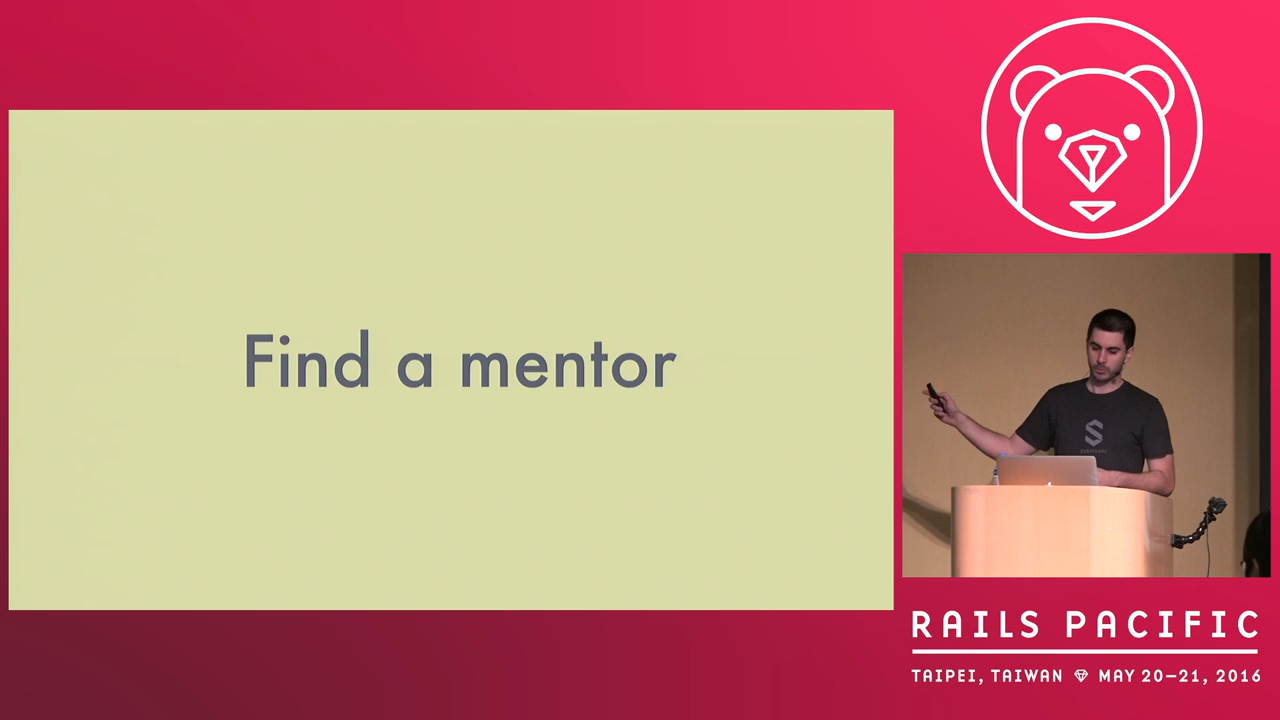 Find a mentor
RAILS PACIFIC
TAIPEI, TAIWAN MAY 20–21, 2016